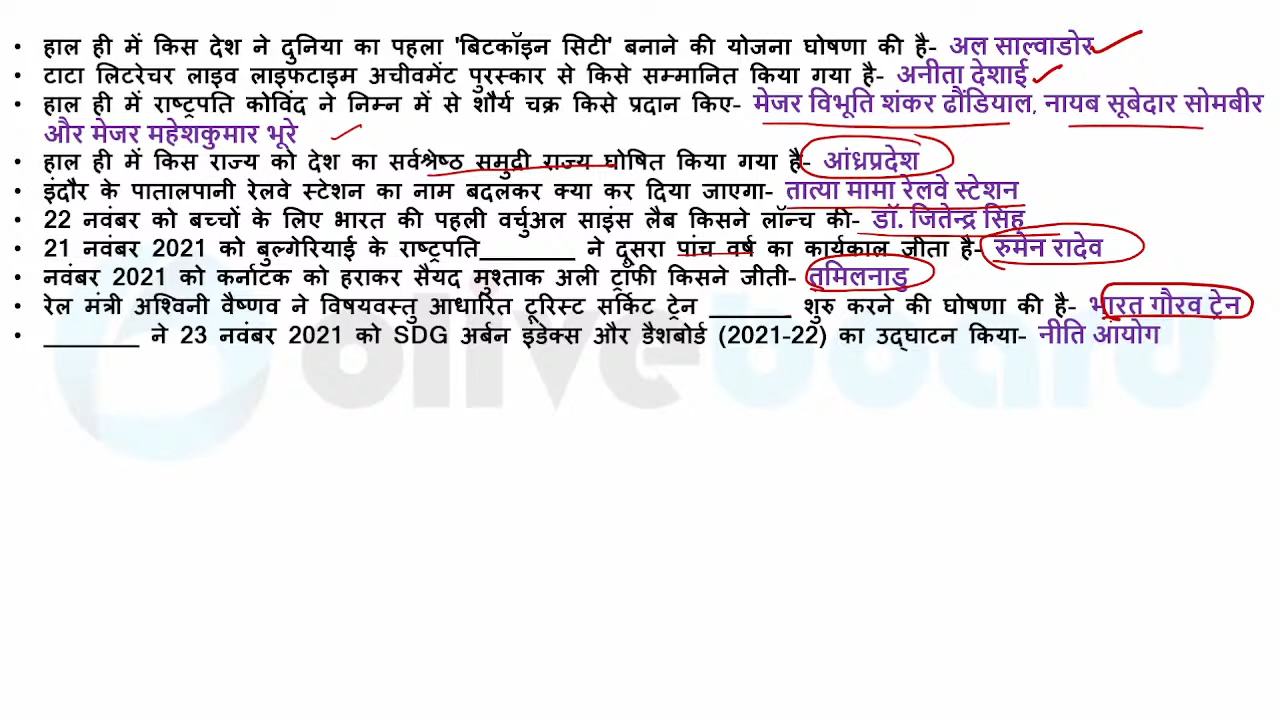 • हाल ही में किस देश ने दुनिया का पहला 'बिटकॉइन सिटी' बनाने की योजना घोषणा की है- अल साल्वाडोर
• टाटा लिटरेचर लाइव लाइफटाइम अचीवमेंट पुरस्कार से किसे सम्मानित किया गया है- अनीता देशाई
• हाल ही में राष्ट्रपति कोविंद ने निम्न में से शौर्य चक्र किसे प्रदान किए- मेजर विभूति शंकर ढौंडियाल, नायब सूबेदार सोमबीर
और मेजर महेशकुमार भूरे
• हाल ही में किस राज्य को देश का सर्वश्रेष्ठ समुद्री राज्य घोषित किया गया है- आंध्रप्रदेश
• इंदौर के पातालपानी रेलवे स्टेशन का नाम बदलकर क्या कर दिया जाएगा- तात्या मामा रेलवे स्टेशन
• 22 नवंबर को बच्चों के लिए भारत की पहली वर्चुअल साइंस लैब किसने लॉन्च की- डॉ. जितेन्द्र सिंह
• 21 नवंबर 2021 को बुल्गेरियाई के राष्ट्रपति________ ने दूसरा पांच वर्ष का कार्यकाल जीता है- रुमेन रादेव
• नवंबर 2021 को कर्नाटक को हराकर सैयद मुश्ताक अली ट्रॉफी किसने जीती- तमिलनाडु
• रेल मंत्री अश्विनी वैष्णव ने विषयवस्तु आधारित टूरिस्ट सर्किट ट्रेन _______ शुरु करने की घोषणा की है- भारत गौरव ट्रेन
• ________ ने 23 नवंबर 2021 को SDG अर्बन इंडेक्स और डैशबोर्ड (2021-22) का उद्घाटन किया- नीति आयोग
oliveboard